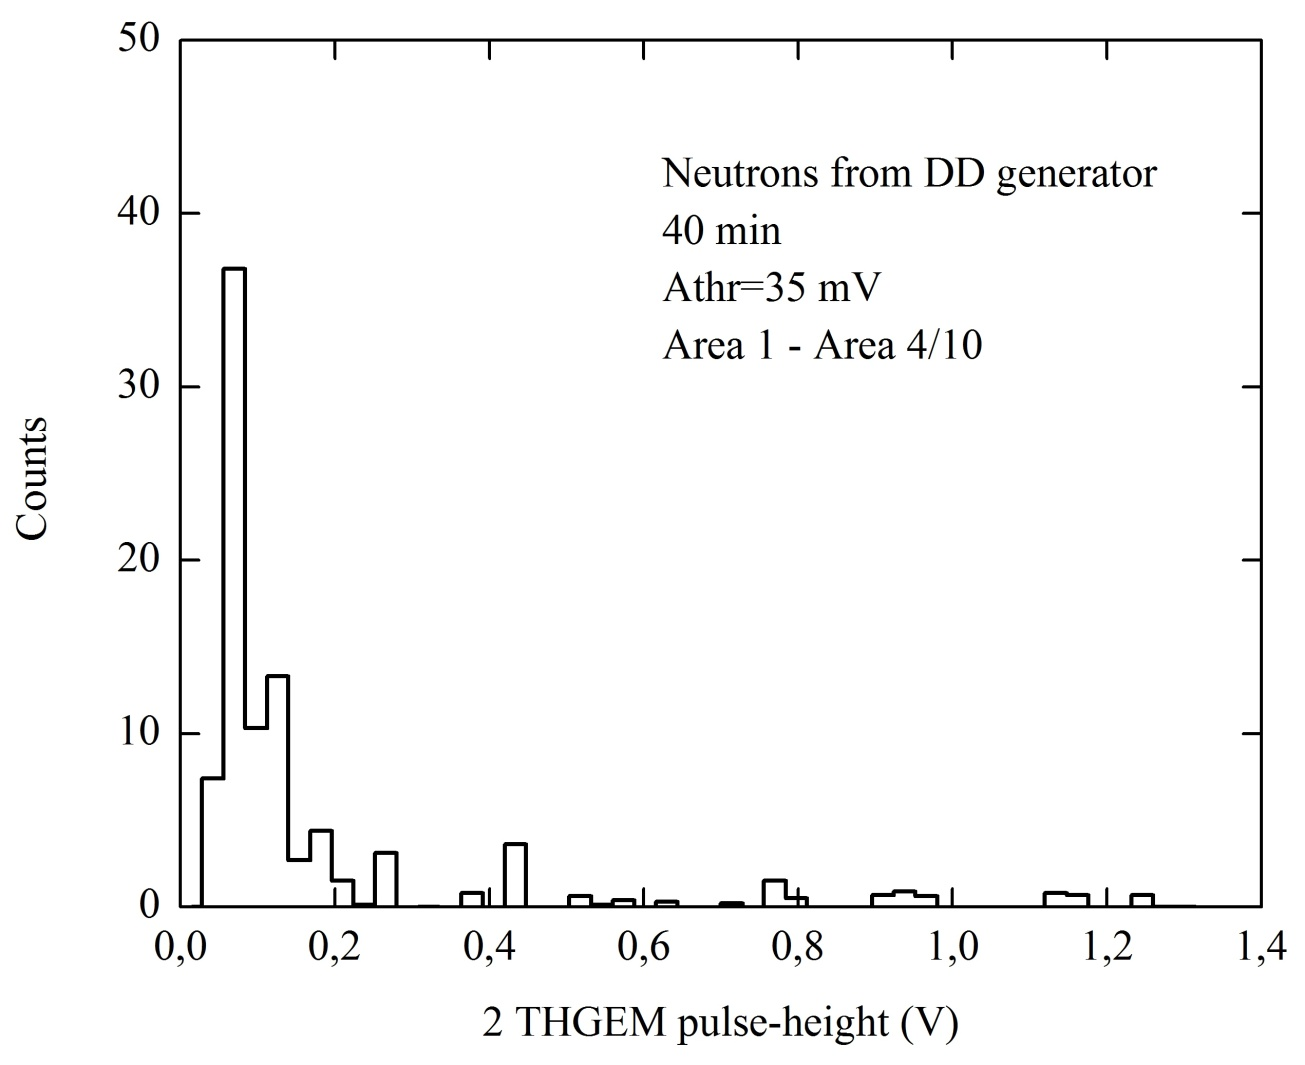 50
40
30
20
10
0
Counts
Neutrons from DD generator
40 min
Athr=35 mV
Area 1 - Area 4/10
0,0 0,2 0,4 0,6 0,8 1,0 1,2 1,4
2 THGEM pulse-height (V)